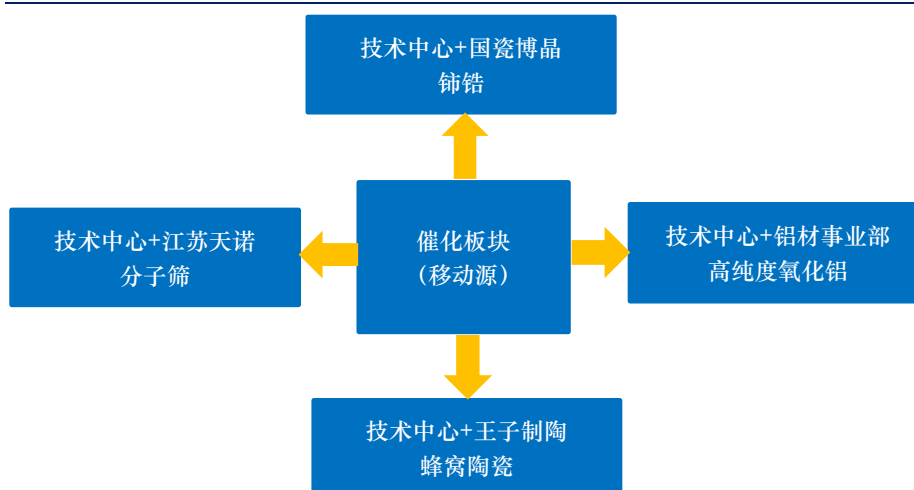 技术中心+国瓷博晶
铈锆
技术中心+江苏天诺
分子筛
催化板块
（移动源）
技术中心+铝材事业部
高纯度氧化铝
技术中心+王子制陶
蜂窝陶瓷